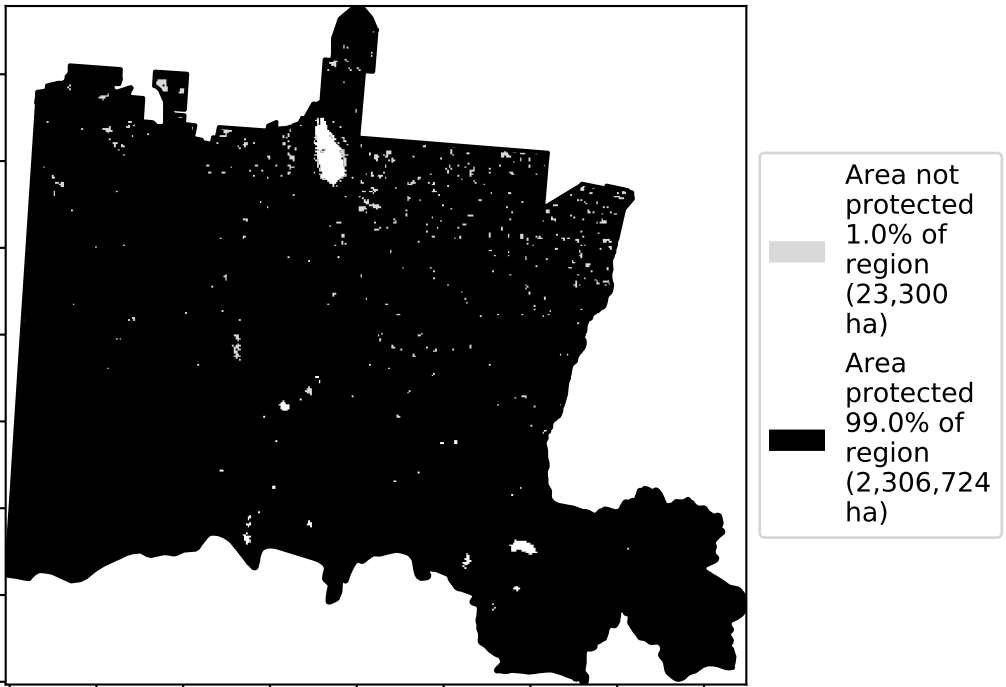 Area not
protected
1.0% of
region
(23,300
ha)
Area
protected
99.0% of
region
(2,306,724
ha)